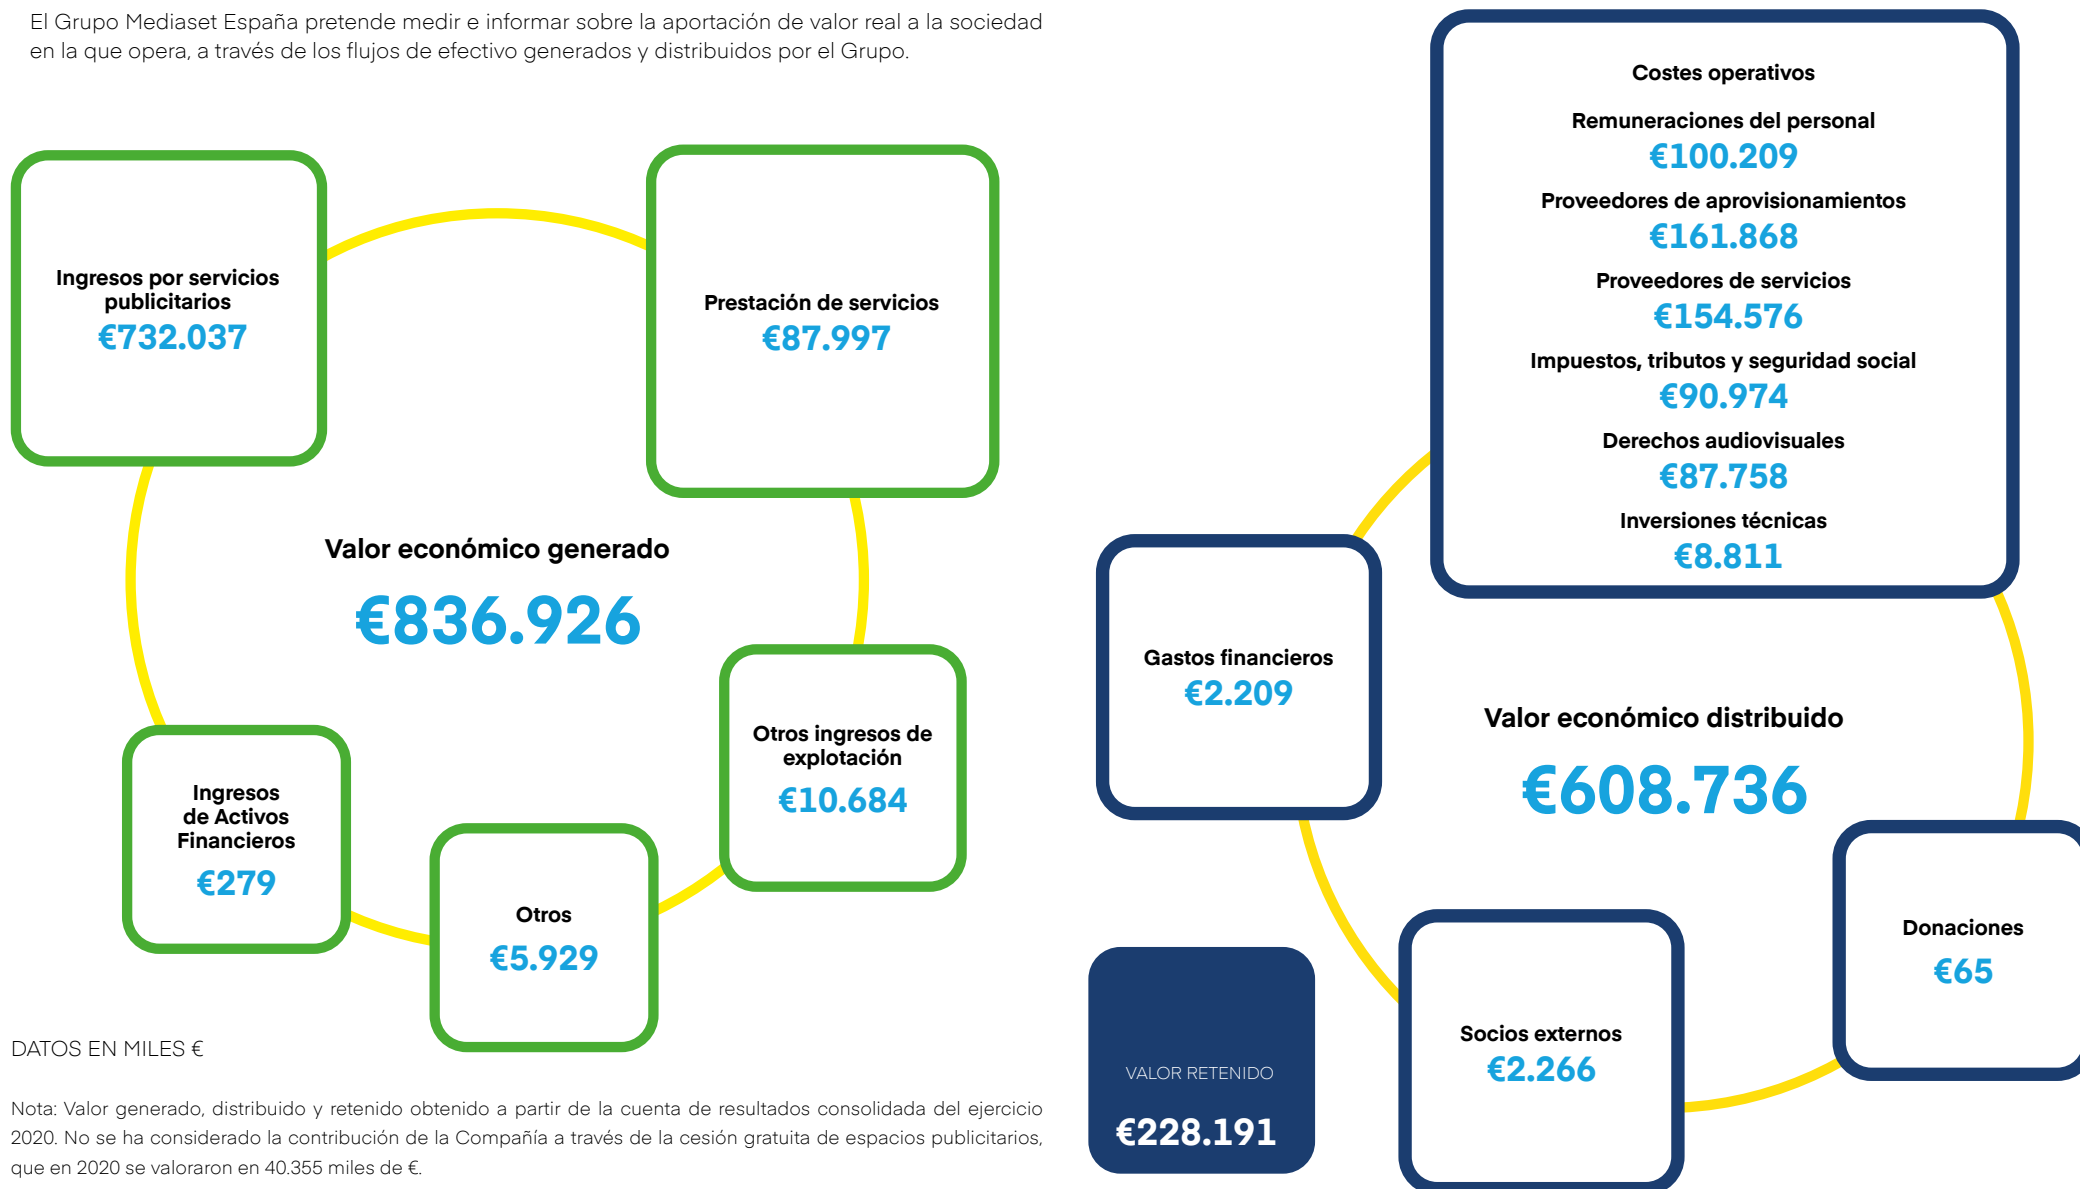 El Grupo Mediaset España pretende medir e informar sobre la aportación de valor real a la sociedad
en la que opera, a través de los flujos de efectivo generados y distribuidos por el Grupo.
Ingresos por servicios
publicitarios
€732.037
Prestación de servicios
€87.997
Valor económico generado
€836.926
Otros ingresos de
explotación
€10.684
Ingresos
de Activos
Financieros
€279
Otros
€5.929
DATOS EN MILES €
Nota: Valor generado, distribuido y retenido obtenido a partir de la cuenta de resultados consolidada del ejercicio
2020. No se ha considerado la contribución de la Compañía a través de la cesión gratuita de espacios publicitarios,
que en 2020 se valoraron en 40.355 miles de €.
Costes operativos
Remuneraciones del personal
€100.209
Proveedores de aprovisionamientos
€161.868
Proveedores de servicios
€154.576
Impuestos, tributos y seguridad social
€90.974
Derechos audiovisuales
€87.758
Inversiones técnicas
€8.811
Gastos financieros
€2.209
Valor económico distribuido
€608.736
Donaciones
€65
Socios externos
€2.266
VALOR RETENIDO
€228.191